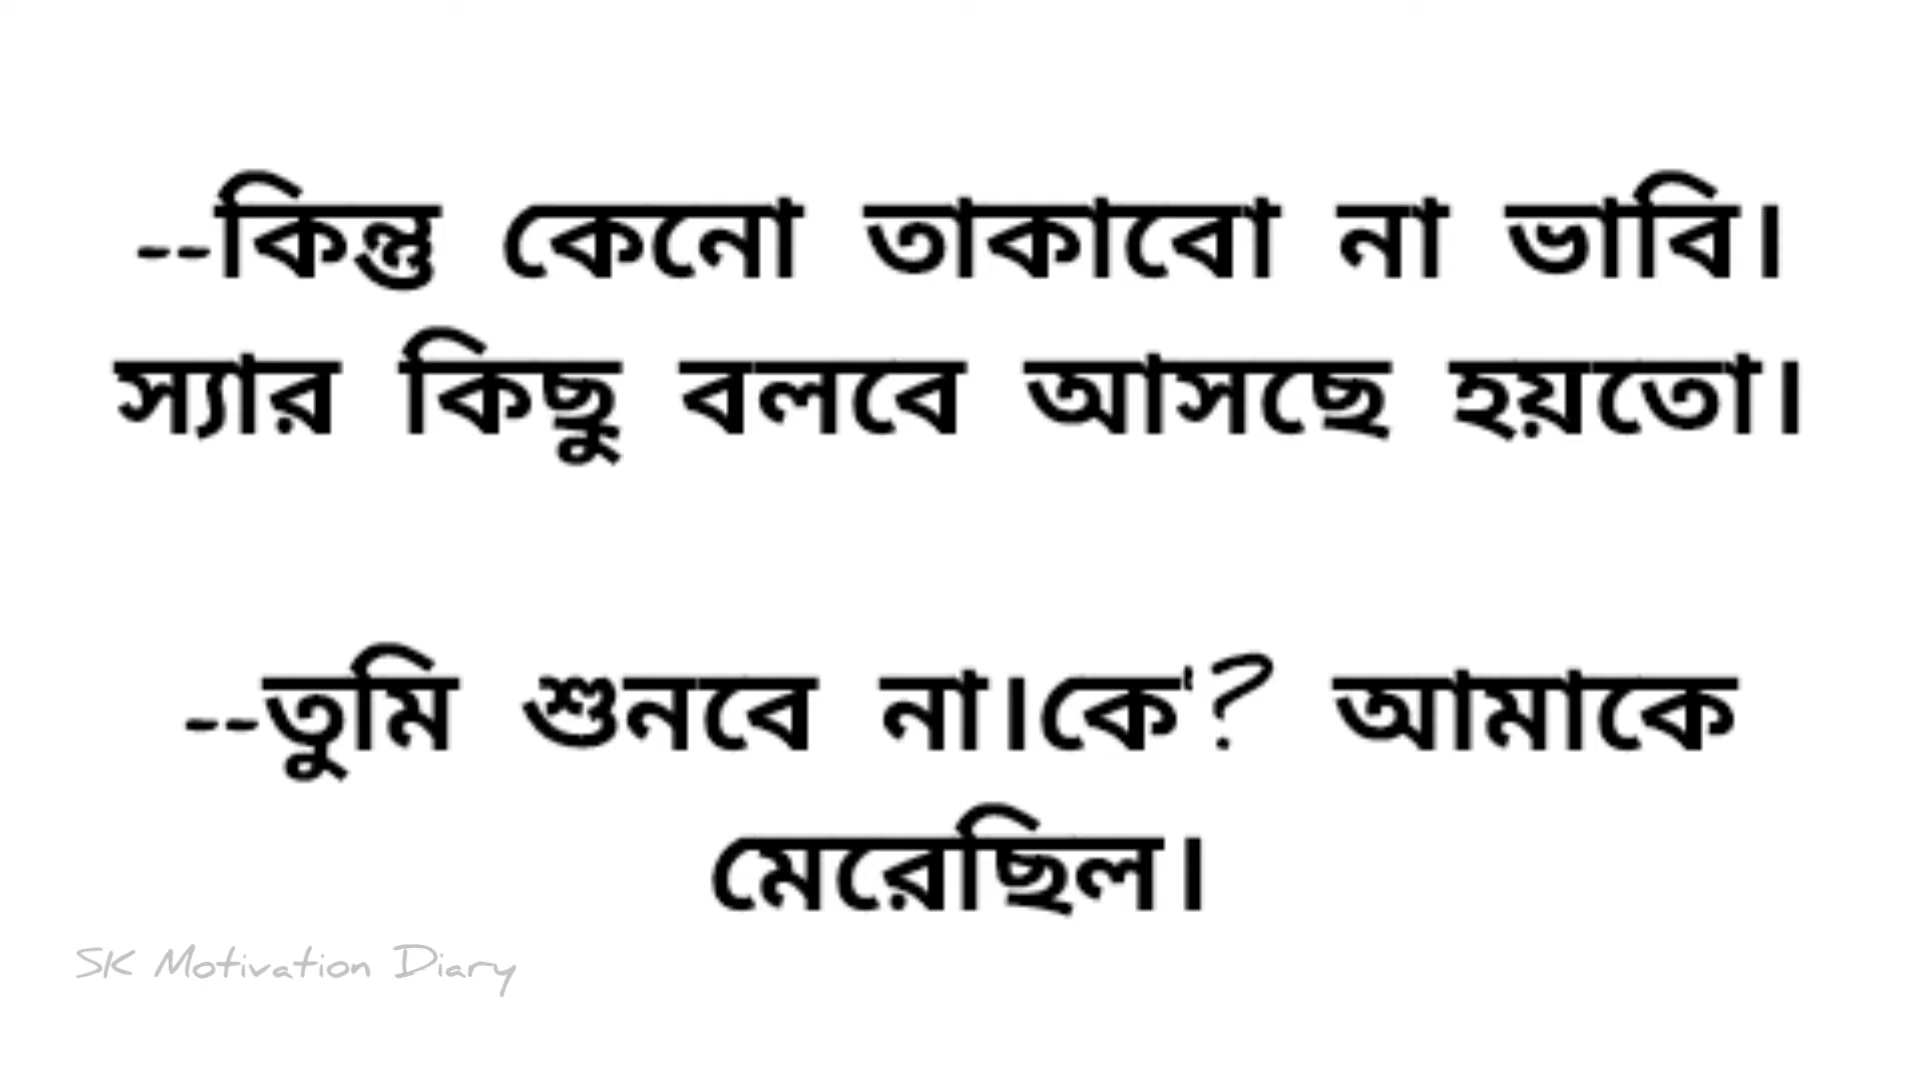 --কিন্তু কেনো তাকাবো না ভাবি।
স্যার কিছু বলবে আসছে হয়তো।
--তুমি শুনবে না।কে'? আমাকে
মেরেছিল।
SK Motivation Diary